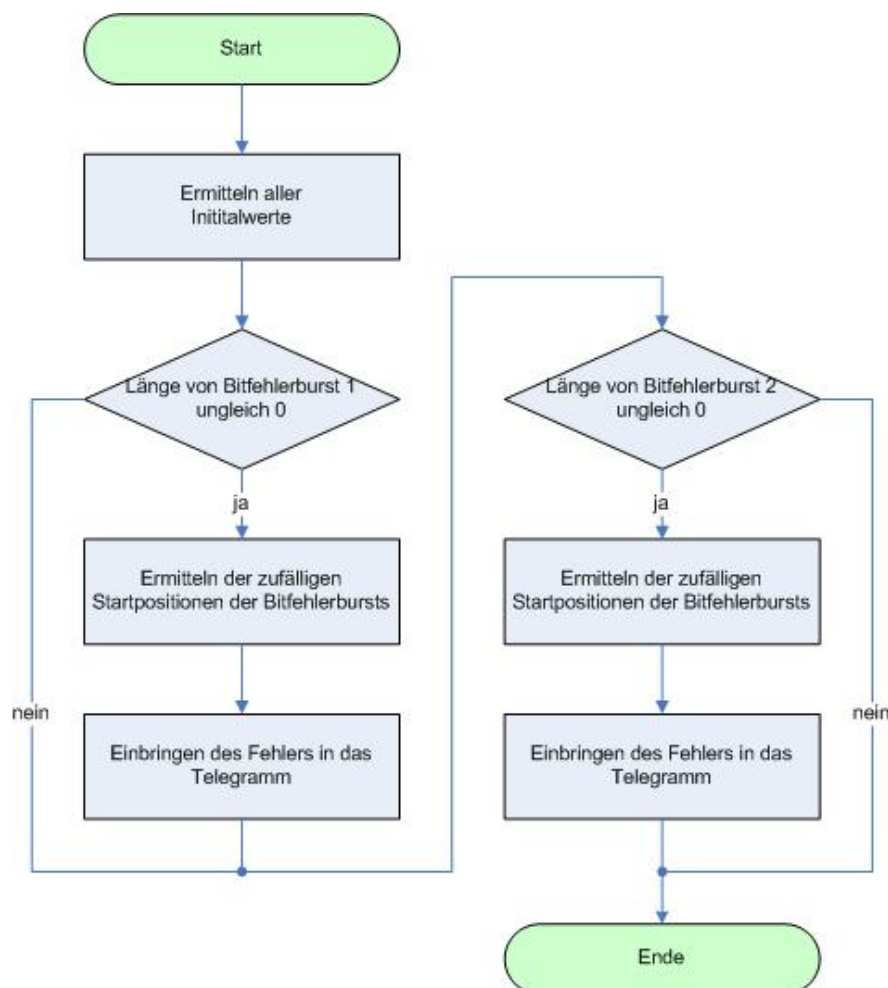 Start
Ermitteln aller
Inititalwerte
Länge von Bitfehlerburst 1
ungleich 0
ja
Ermitteln der zufälligen
Startpositionen der Bitfehlerbursts
nein
Einbringen des Fehlers in das
Telegramm
Länge von Bitfehlerburst 2
ungleich 0
ja
Ermitteln der zufälligen
Startpositionen der Bitfehlerbursts
nein
Einbringen des Fehlers in das
Telegramm
Ende